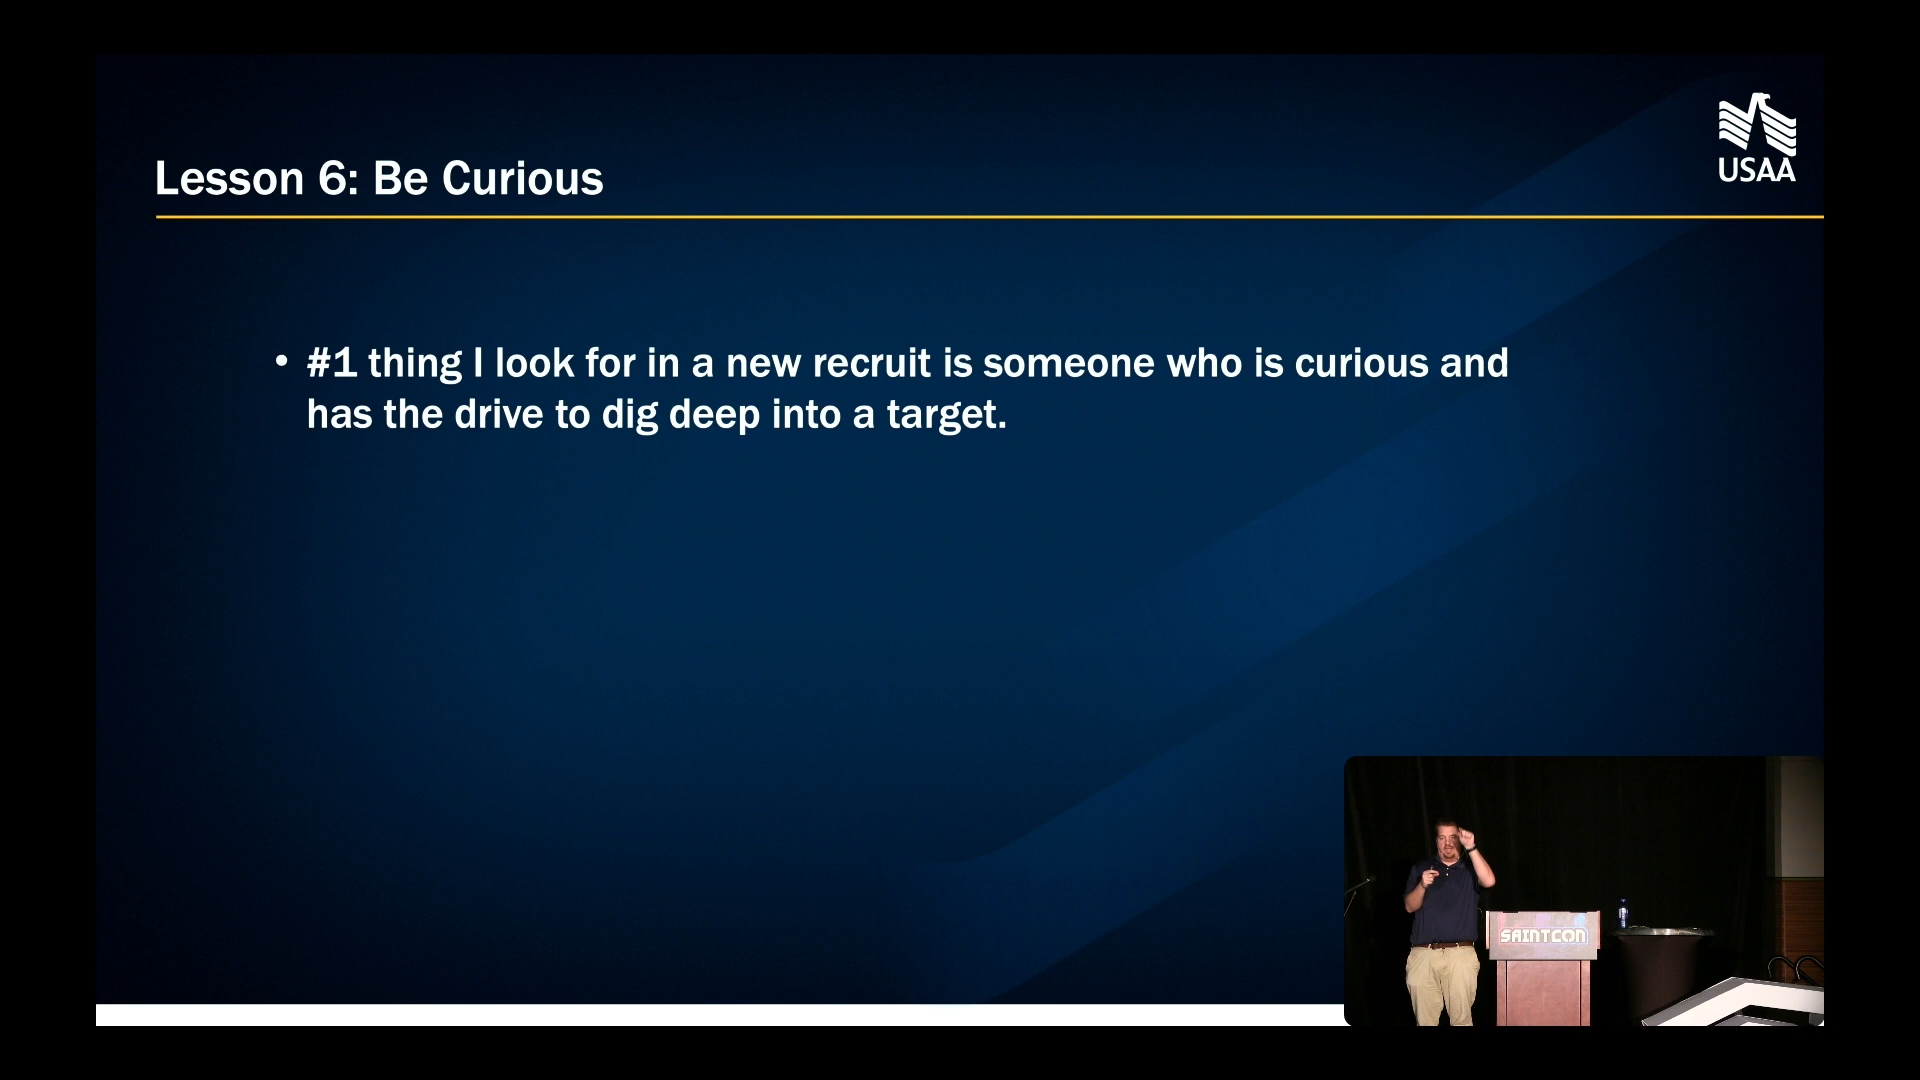 USAA
Lesson 6: Be Curious
• #1 thing I look for in a new recruit is someone who is curious and
has the drive to dig deep into a target.
SAINTCON